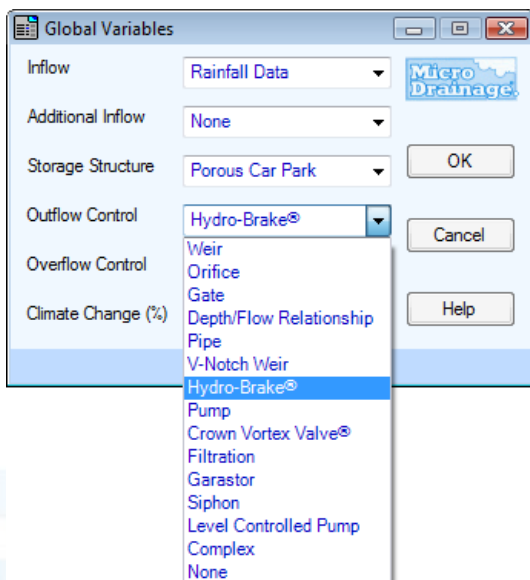 Global Variables
Inflow
Rainfall Data
Micro
Drainage.
Additional Inflow
None
Storage Structure
Porous Car Park
OK
Outflow Control
Hydro-Brake®
Cancel
Overflow Control
Climate Change (%)
Help
Weir
Orifice
Gate
Depth/Flow Relationship
Pipe
V-Notch Weir
Hydro-Brake®
Pump
Crown Vortex Valve®
Filtration
Garastor
Siphon
Level Controlled Pump
Complex
None